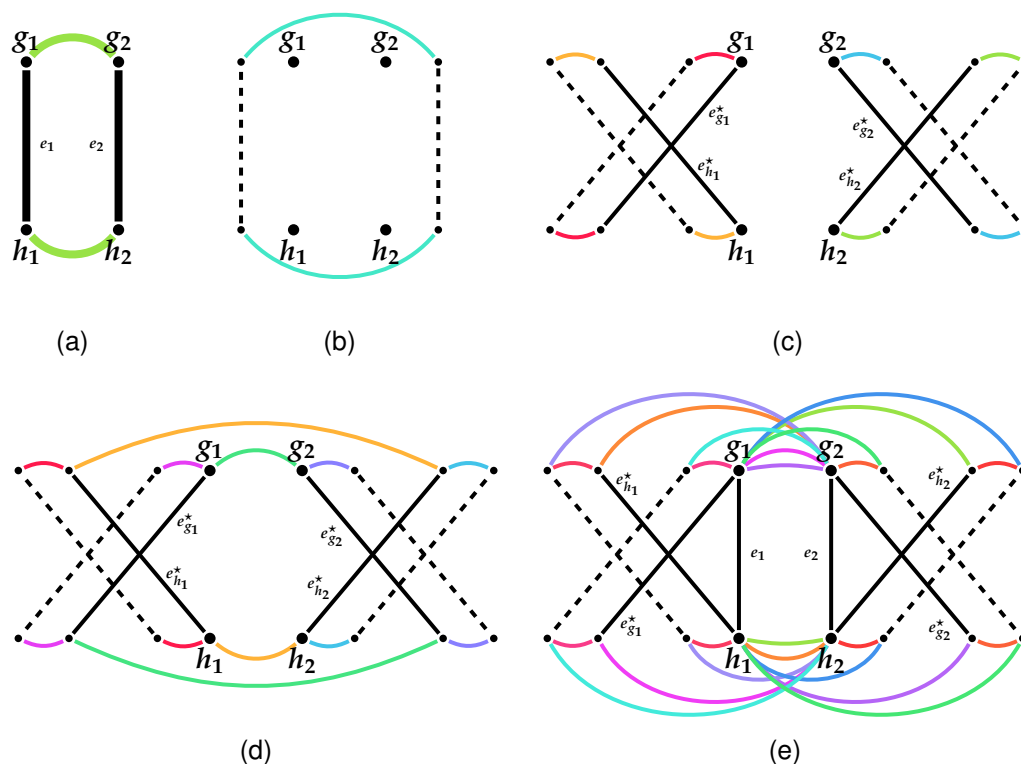 g₁ g₂
e₁ e₂
h₁ h₂
(a)
g₁ g₂
h₁ h₂
(b)
g₁ g₂
e*g₁ e*g₂
e*h₁ e*h₂
h₁ h₂
(c)
g₁ g₂
e*g₁ e*g₂
e*h₁ e*h₂
h₁ h₂
(d)
g₁ g₂
e*h₁ e*h₂
e₁ e₂
e*g₁ e*g₂
h₁ h₂
(e)